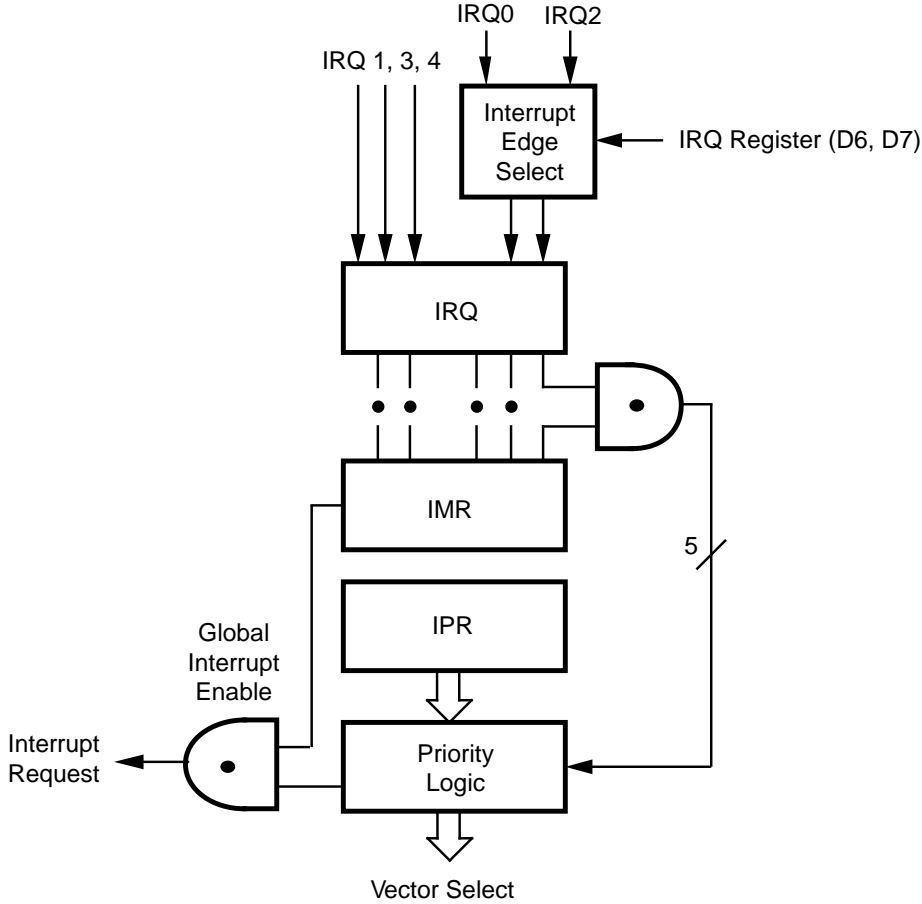 IRQ0
IRQ2
IRQ 1, 3, 4
Interrupt
Edge
Select
IRQ Register (D6, D7)
IRQ
IMR
5
IPR
Global
Interrupt
Enable
Interrupt
Request
Priority
Logic
Vector Select